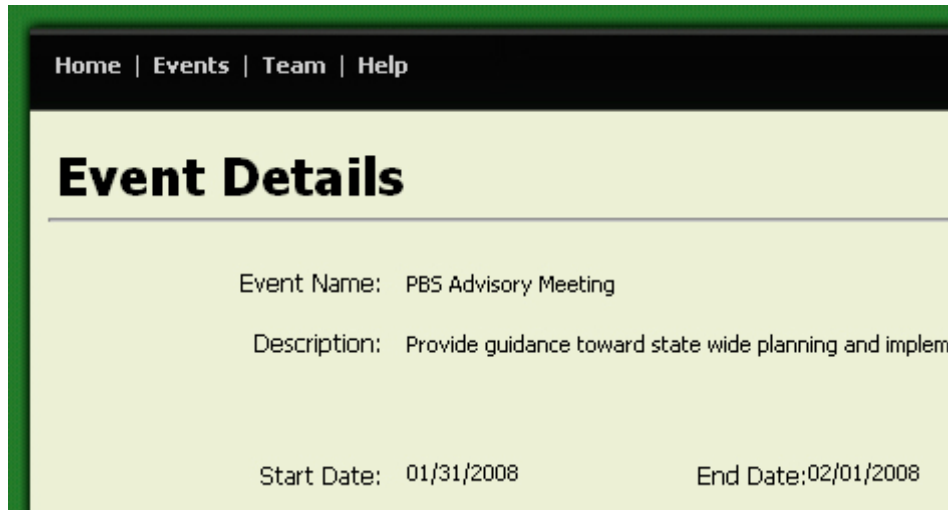 Home | Events | Team | Help
Event Details
Event Name: PBS Advisory Meeting
Description: Provide guidance toward state wide planning and implem
Start Date: 01/31/2008 End Date:02/01/2008